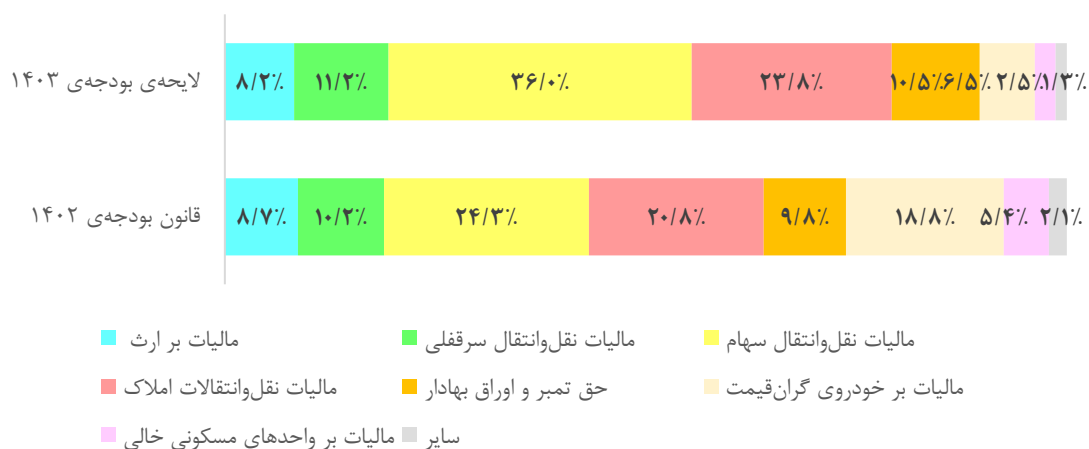 لایحه‌ی بودجه‌ی ۱۴۰۳
۸/۲٪ ۱۱/۲٪ ۳۶/۰٪ ۲۳/۸٪ ۱۰/۵٪ ۶/۵٪ ۲/۵٪ ۱/۳٪
قانون بودجه‌ی ۱۴۰۲
۸/۷٪ ۱۰/۲٪ ۲۴/۳٪ ۲۰/۸٪ ۹/۸٪ ۱۸/۸٪ ۵/۴٪ ۲/۱٪
مالیات بر ارث مالیات نقل‌وانتقال سرقفلی مالیات نقل‌وانتقال سهام
مالیات نقل‌وانتقالات املاک حق تمبر و اوراق بهادار مالیات بر خودروی گران‌قیمت
مالیات بر واحدهای مسکونی خالی سایر